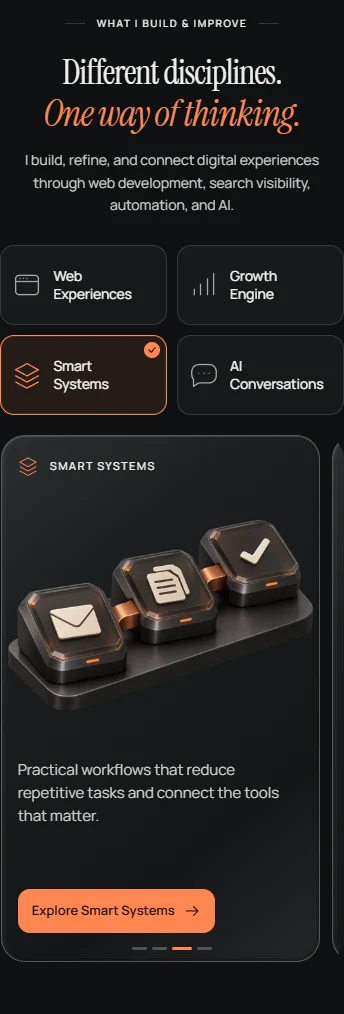 WHAT I BUILD & IMPROVE
Different disciplines.
One way of thinking.
I build, refine, and connect digital experiences
through web development, search visibility,
automation, and AI.
Web
Experiences
Growth
Engine
Smart
Systems
AI
Conversations
SMART SYSTEMS
Practical workflows that reduce
repetitive tasks and connect the tools
that matter.
Explore Smart Systems